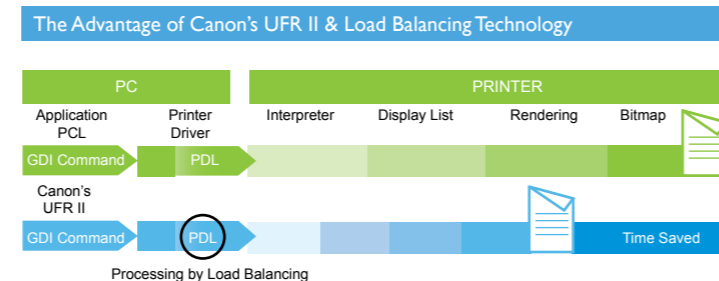 The Advantage of Canon's UFR II & Load Balancing Technology
PC PRINTER
Application Printer Interpreter Display List Rendering Bitmap
PCL Driver
GDI Command PDL
Canon's
UFR II
GDI Command PDL Time Saved
Processing by Load Balancing